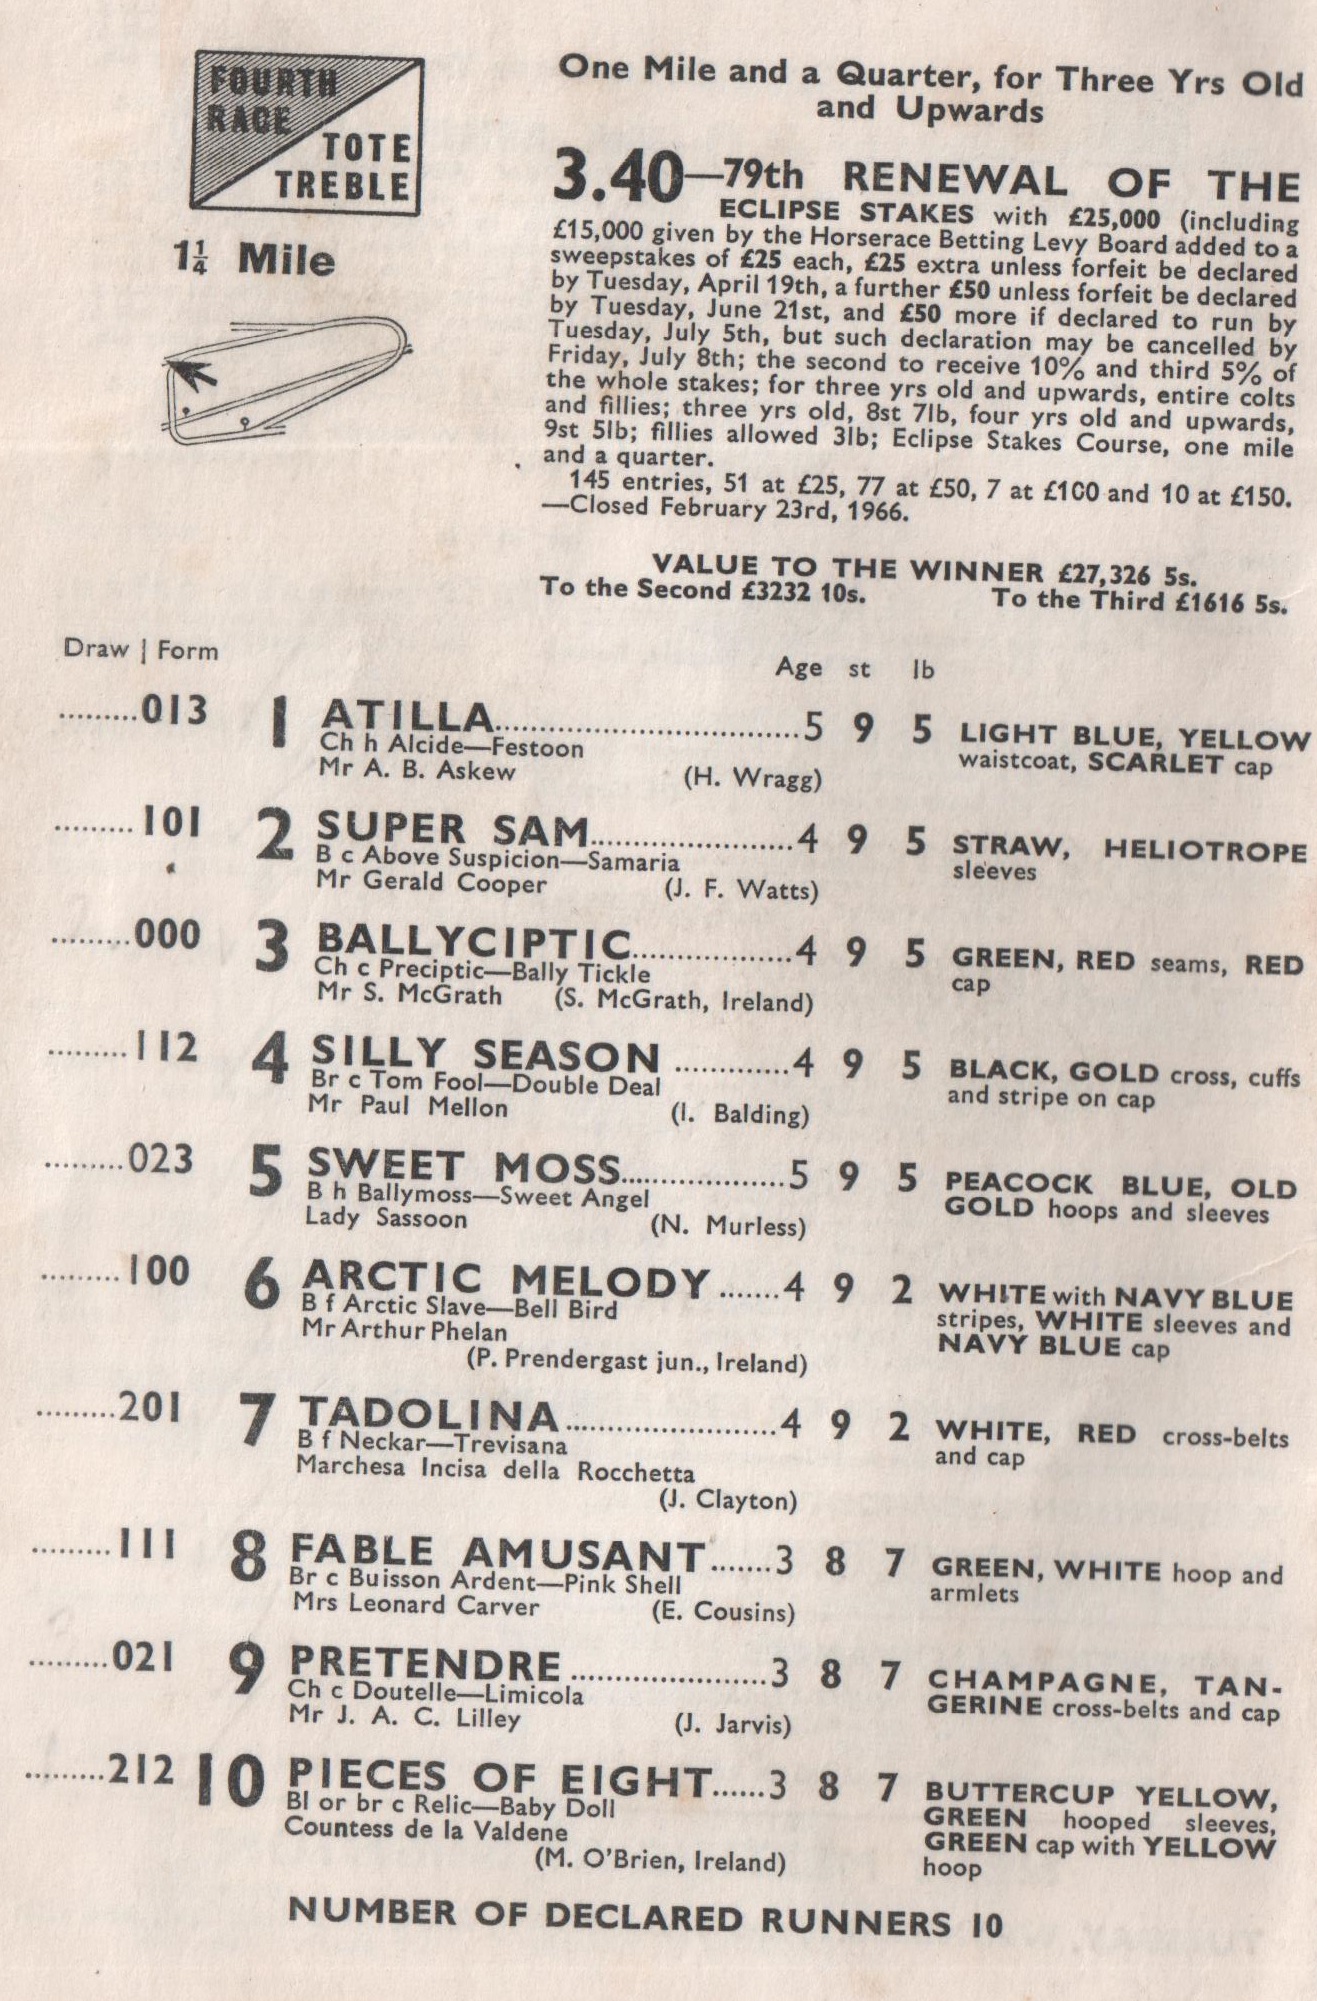 FOURTH
RACE
TOTE
TREBLE
1¼ Mile
One Mile and a Quarter, for Three Yrs Old
and Upwards
3.40—79th RENEWAL OF THE
ECLIPSE STAKES with £25,000 (including
£15,000 given by the Horserace Betting Levy Board added to a
sweepstakes of £25 each, £25 extra unless forfeit be declared
by Tuesday, April 19th, a further £50 unless forfeit be declared
by Tuesday, June 21st, and £50 more if declared to run by
Tuesday, July 5th, but such declaration may be cancelled by
Friday, July 8th; the second to receive 10% and third 5% of
the whole stakes; for three yrs old and upwards, entire colts
and fillies; three yrs old, 8st 7lb, four yrs old and upwards,
9st 5lb; fillies allowed 3lb; Eclipse Stakes Course, one mile
and a quarter.
145 entries, 51 at £25, 77 at £50, 7 at £100 and 10 at £150.
—Closed February 23rd, 1966.
VALUE TO THE WINNER £27,326 5s.
To the Second £3232 10s. To the Third £1616 5s.
Draw | Form Age st lb
.........013 1 ATILLA.................................5 9 5 LIGHT BLUE, YELLOW
Ch h Alcide—Festoon waistcoat, SCARLET cap
Mr A. B. Askew (H. Wragg)
.........101 2 SUPER SAM.......................4 9 5 STRAW, HELIOTROPE
B c Above Suspicion—Samaria sleeves
Mr Gerald Cooper (J. F. Watts)
.........000 3 BALLYCIPTIC..................4 9 5 GREEN, RED seams, RED
Ch c Preciptic—Bally Tickle cap
Mr S. McGrath (S. McGrath, Ireland)
.........112 4 SILLY SEASON .............4 9 5 BLACK, GOLD cross, cuffs
Br c Tom Fool—Double Deal and stripe on cap
Mr Paul Mellon (I. Balding)
.........023 5 SWEET MOSS..................5 9 5 PEACOCK BLUE, OLD
B h Ballymoss—Sweet Angel GOLD hoops and sleeves
Lady Sassoon (N. Murless)
.........100 6 ARCTIC MELODY.......4 9 2 WHITE with NAVY BLUE
B f Arctic Slave—Bell Bird stripes, WHITE sleeves and
Mr Arthur Phelan NAVY BLUE cap
(P. Prendergast jun., Ireland)
.........201 7 TADOLINA.......................4 9 2 WHITE, RED cross-belts
B f Neckar—Trevisana and cap
Marchesa Incisa della Rocchetta
(J. Clayton)
.........111 8 FABLE AMUSANT.......3 8 7 GREEN, WHITE hoop and
Br c Buisson Ardent—Pink Shell armlets
Mrs Leonard Carver (E. Cousins)
.........021 9 PRETENDRE.....................3 8 7 CHAMPAGNE, TAN-
Ch c Doutelle—Limicola GERINE cross-belts and cap
Mr J. A. C. Lilley (J. Jarvis)
.........212 10 PIECES OF EIGHT......3 8 7 BUTTERCUP YELLOW,
Bl or br c Relic—Baby Doll GREEN hooped sleeves,
Countess de la Valdene GREEN cap with YELLOW
(M. O'Brien, Ireland) hoop
NUMBER OF DECLARED RUNNERS 10